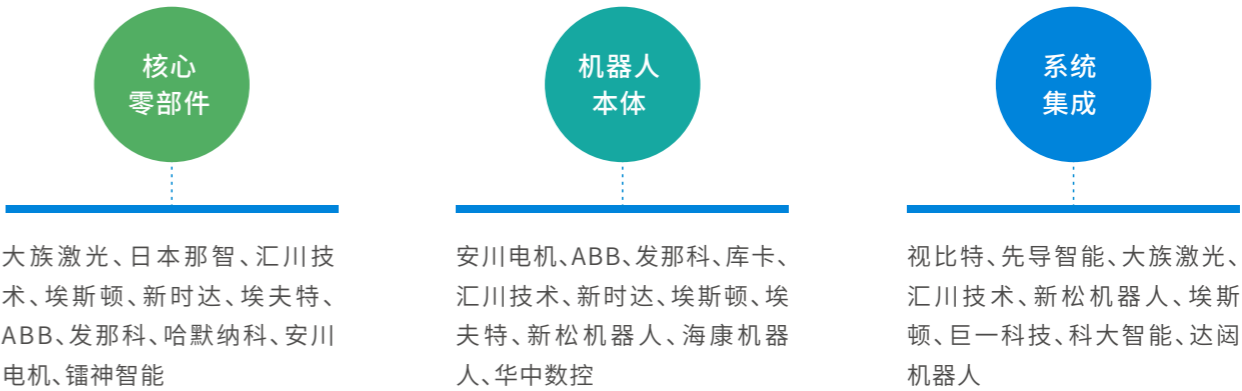 核心
零部件
大族激光、日本那智、汇川技
术、埃斯顿、新时达、埃夫特、
ABB、发那科、哈默纳科、安川
电机、镭神智能
机器人
本体
安川电机、ABB、发那科、库卡、
汇川技术、新时达、埃斯顿、埃
夫特、新松机器人、海康机器
人、华中数控
系统
集成
视比特、先导智能、大族激光、
汇川技术、新松机器人、埃斯
顿、巨一科技、科大智能、达闼
机器人